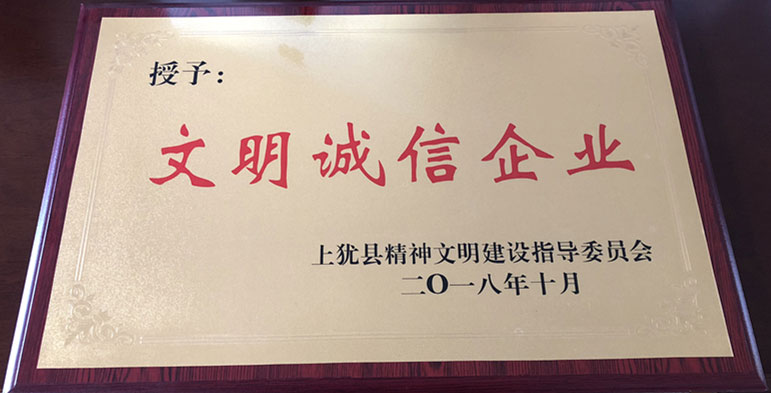 授予：
文明诚信企业
上犹县精神文明建设指导委员会
二O一八年十月